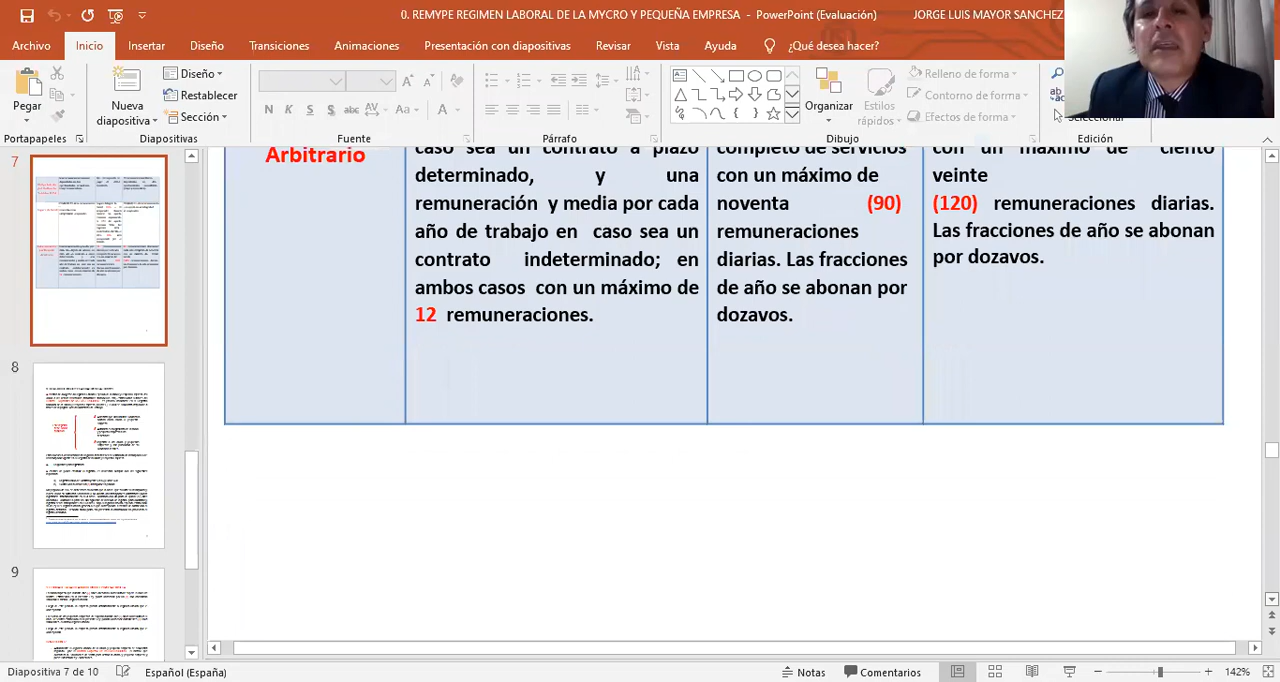 0. REMYPE REGIMEN LABORAL DE LA MYCRO Y PEQUEÑA EMPRESA - PowerPoint (Evaluación)
JORGE LUIS MAYOR SANCHEZ
Archivo
Inicio
Insertar
Diseño
Transiciones
Animaciones
Presentación con diapositivas
Revisar
Vista
Ayuda
¿Qué desea hacer?
Pegar
Nueva
diapositiva
Diseño
Restablecer
Sección
N K S S abc AV Aa A
Organizar
Estilos
rápidos
Relleno de forma
Contorno de forma
Efectos de forma
Portapapeles
Diapositivas
Fuente
Párrafo
Dibujo
Edición
7
8
9
Arbitrario
caso sea un contrato a plazo
determinado, y una
remuneración y media por cada
año de trabajo en caso sea un
contrato indeterminado; en
ambos casos con un máximo de
12 remuneraciones.
completo de servicios
con un máximo de
noventa (90)
remuneraciones
diarias. Las fracciones
de año se abonan por
dozavos.
con un máximo de ciento
veinte
(120) remuneraciones diarias.
Las fracciones de año se abonan
por dozavos.
Diapositiva 7 de 10
Español (España)
Notas
Comentarios
142%